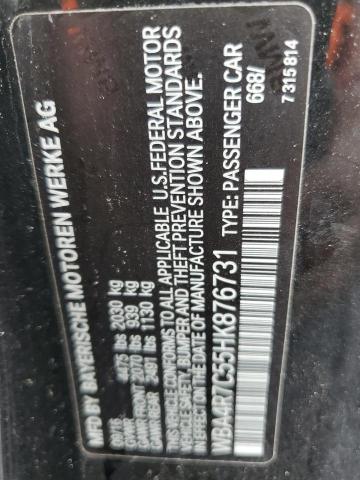 MFD BY BAYERISCHE MOTOREN WERKE AG
09/16
GVWR 4475 LBS 2030 kg
GAWR FRONT 2070 LBS 939 kg
GAWR REAR 2491 LBS 1130 kg
THIS VEHICLE CONFORMS TO ALL APPLICABLE U.S. FEDERAL MOTOR
VEHICLE SAFETY, BUMPER AND THEFT PREVENTION STANDARDS
IN EFFECT ON THE DATE OF MANUFACTURE SHOWN ABOVE.
WBA4R7C55HK876731 TYPE: PASSENGER CAR
668/
7 315 814